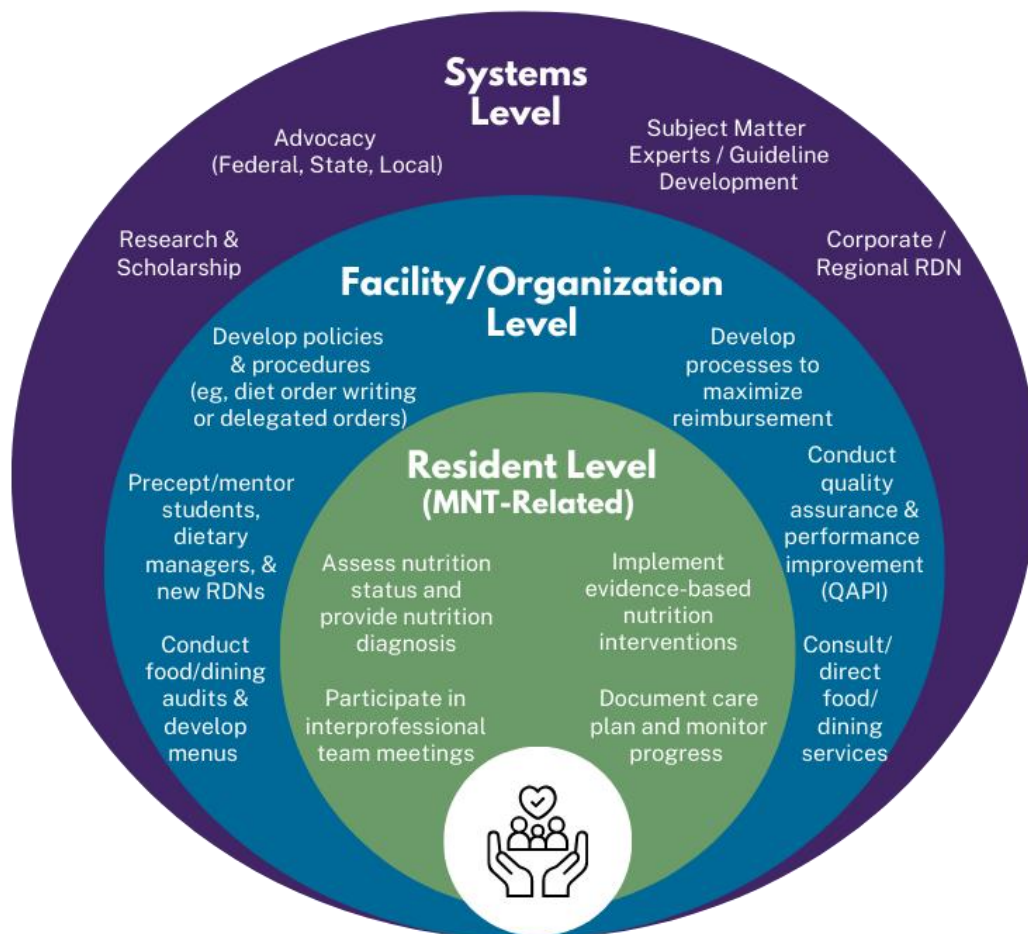 Systems
Level
Advocacy
(Federal, State, Local)
Subject Matter
Experts / Guideline
Development
Research &
Scholarship
Corporate /
Regional RDN
Facility/Organization
Level
Develop policies
& procedures
(eg, diet order writing
or delegated orders)
Develop
processes to
maximize
reimbursement
Precept/mentor
students,
dietary
managers, &
new RDNs
Conduct
quality
assurance &
performance
improvement
(QAPI)
Conduct
food/dining
audits &
develop
menus
Consult/
direct
food/
dining
services
Resident Level
(MNT-Related)
Assess nutrition
status and
provide nutrition
diagnosis
Implement
evidence-based
nutrition
interventions
Participate in
interprofessional
team meetings
Document care
plan and monitor
progress